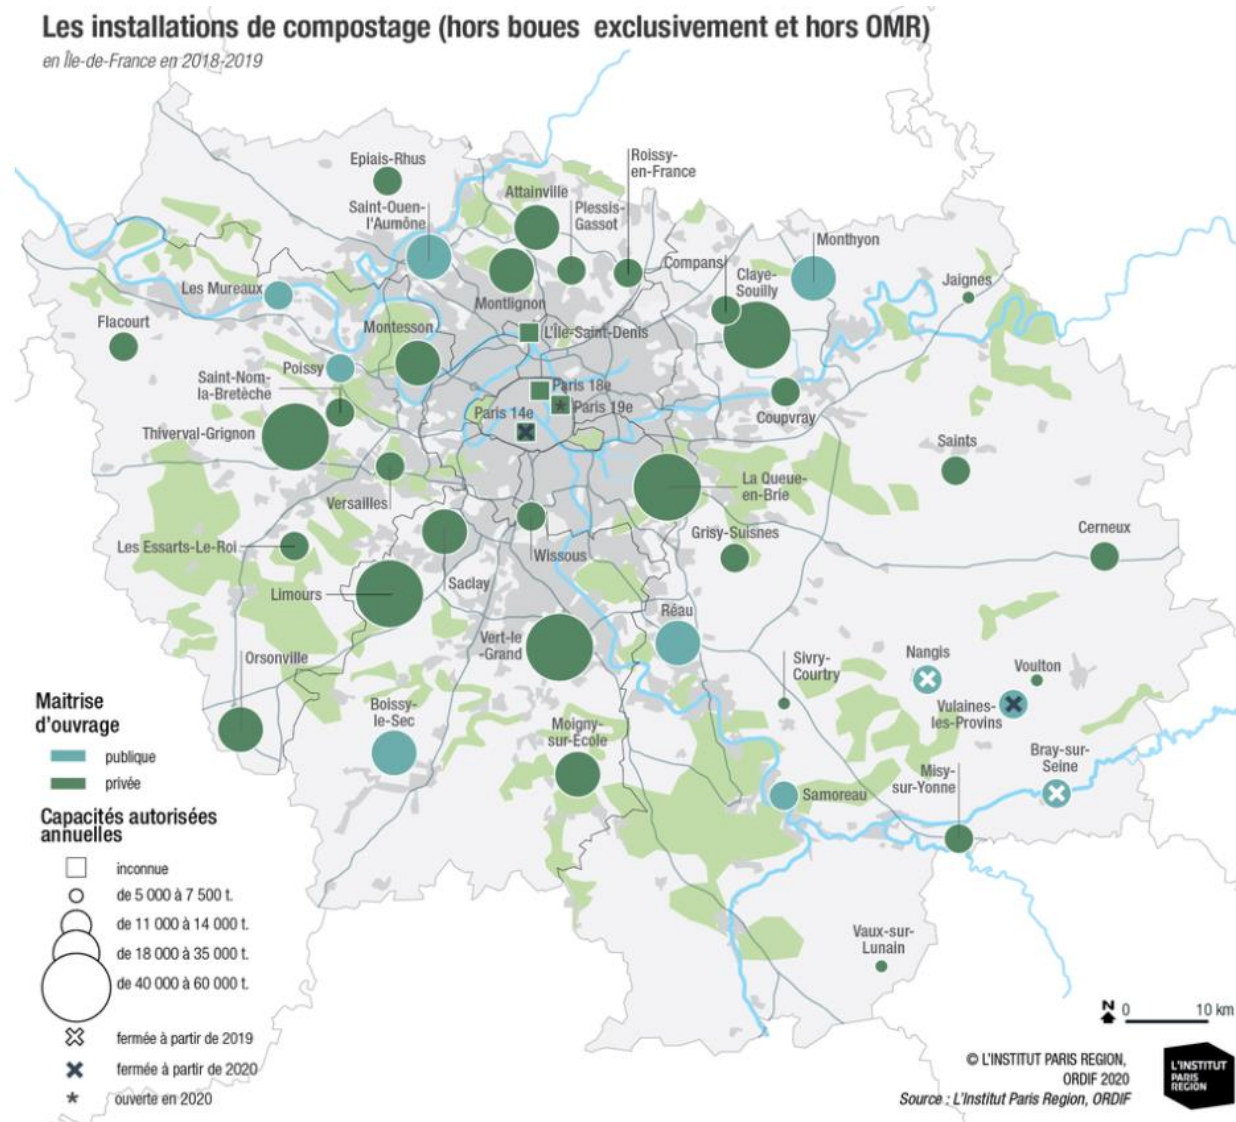 Les installations de compostage (hors boues exclusivement et hors OMR)
en Île-de-France en 2018-2019
Epiais-Rhus
Saint-Ouen-
l'Aumône
Attainville
Plessis-
Gassot
Roissy-
en-France
Compans
Claye-
Souilly
Monthyon
Jaignes
Les Mureaux
Flacourt
Montlignon
Montesson
L'Île-Saint-Denis
Poissy
Saint-Nom-
la-Bretèche
Paris 18e
Paris 19e
Paris 14e
Coupvray
Thiverval-Grignon
Saints
Versailles
La Queue-
en-Brie
Les Essarts-Le-Roi
Wissous
Grisy-Suisnes
Cerneux
Limours
Saclay
Vert-le
-Grand
Réau
Orsonville
Sivry-
Courtry
Nangis
Voulton
Vulaines-
les-Provins
Boissy-
le-Sec
Moigny-
sur-École
Bray-sur-
Seine
Misy-
sur-Yonne
Samoreau
Vaux-sur-
Lunain
Maitrise
d'ouvrage
publique
privée
Capacités autorisées
annuelles
inconnue
de 5 000 à 7 500 t.
de 11 000 à 14 000 t.
de 18 000 à 35 000 t.
de 40 000 à 60 000 t.
fermée à partir de 2019
fermée à partir de 2020
ouverte en 2020
N
0 10 km
© L'INSTITUT PARIS REGION,
ORDIF 2020
Source : L'Institut Paris Region, ORDIF
L'INSTITUT
PARIS
REGION